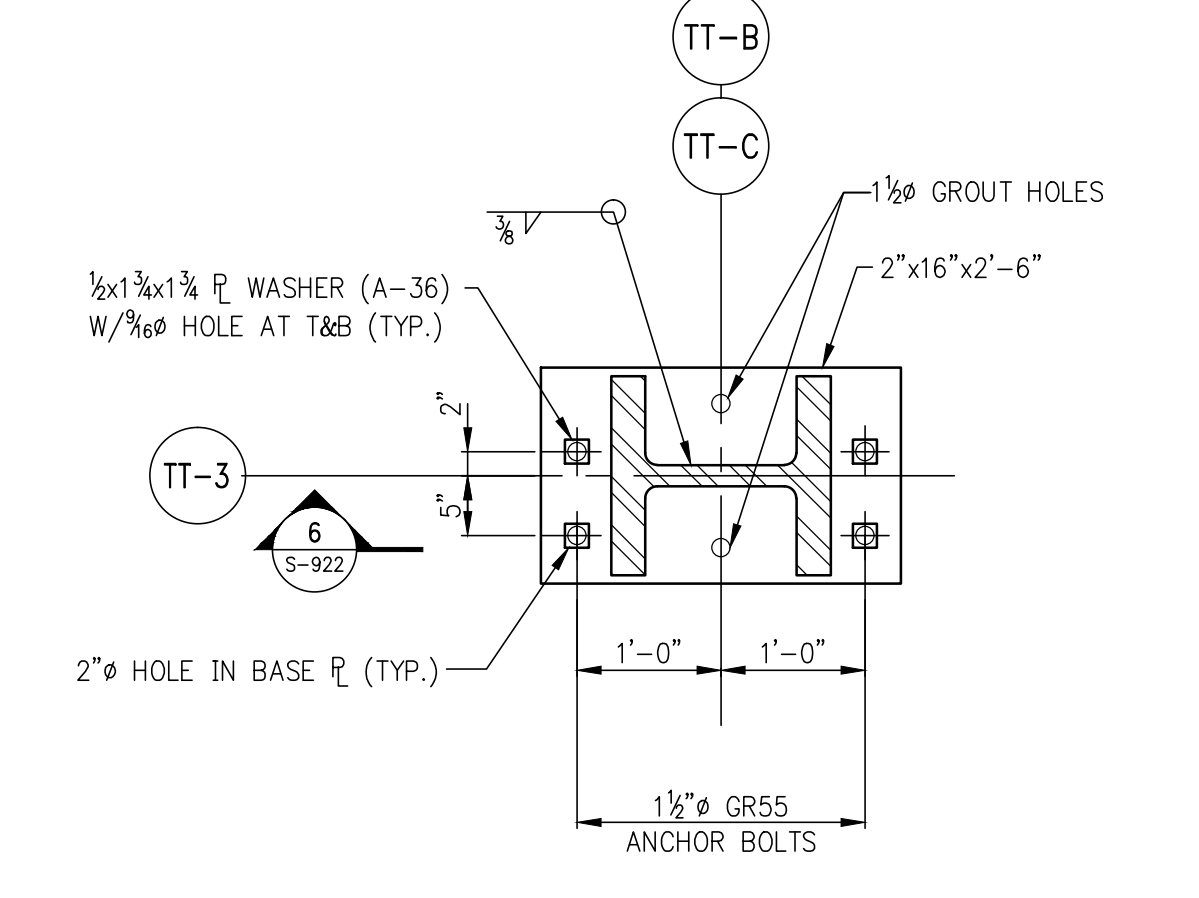 TT-B
TT-C
1½ø GROUT HOLES
3/8
2"x16"x2'-6"
½x1¾x1¾ ⅊ WASHER (A-36)
W/9/16ø HOLE AT T&B (TYP.)
2"
TT-3
5"
6
S-922
1'-0" 1'-0"
2"ø HOLE IN BASE ⅊ (TYP.)
1½"ø GR55
ANCHOR BOLTS